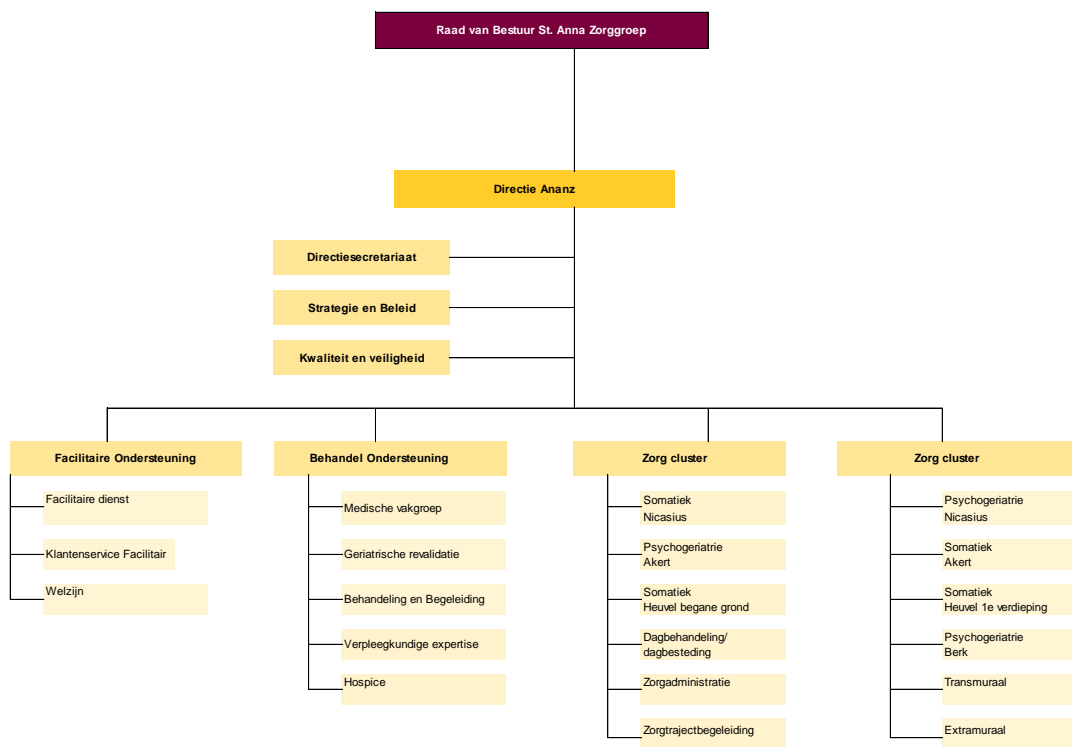 Raad van Bestuur St. Anna Zorggroep
Directie Ananz
Directiesecretariaat
Strategie en Beleid
Kwaliteit en veiligheid
Facilitaire Ondersteuning
Facilitaire dienst
Klantenservice Facilitair
Welzijn
Behandel Ondersteuning
Medische vakgroep
Geriatrische revalidatie
Behandeling en Begeleiding
Verpleegkundige expertise
Hospice
Zorg cluster
Somatiek
Nicasius
Psychogeriatrie
Akert
Somatiek
Heuvel begane grond
Dagbehandeling/
dagbesteding
Zorgadministratie
Zorgtrajectbegeleiding
Zorg cluster
Psychogeriatrie
Nicasius
Somatiek
Akert
Somatiek
Heuvel 1e verdieping
Psychogeriatrie
Berk
Transmuraal
Extramuraal